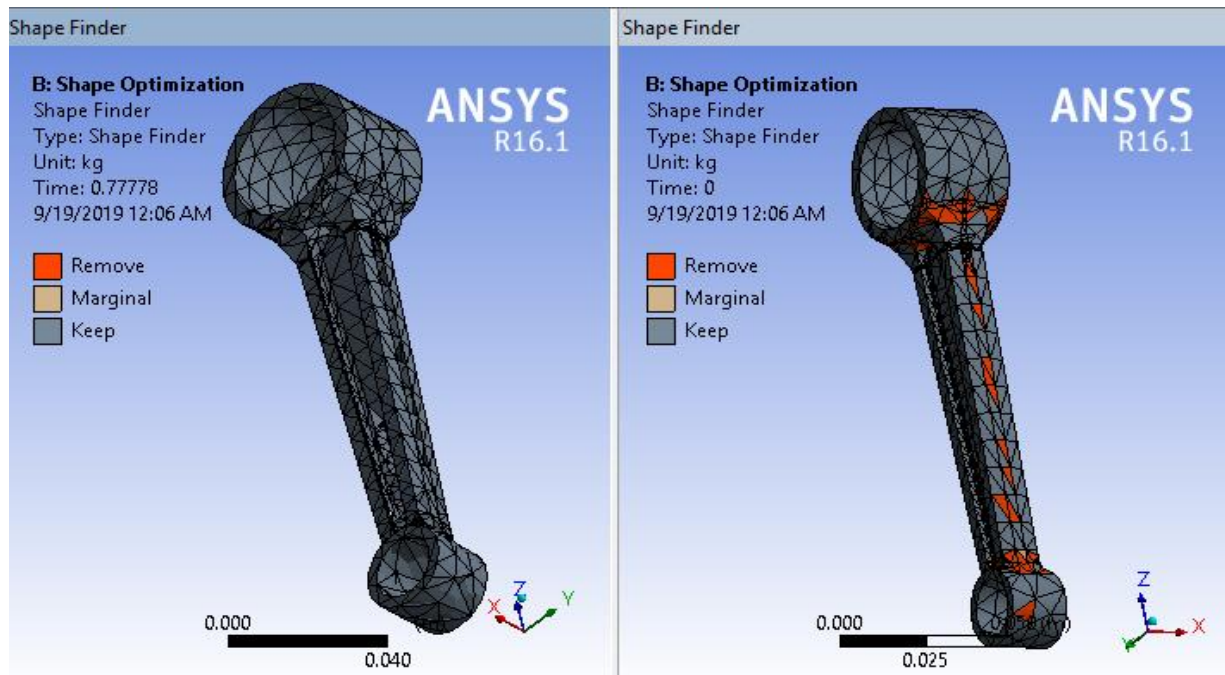 Shape Finder
B: Shape Optimization
Shape Finder
Type: Shape Finder
Unit: kg
Time: 0.77778
9/19/2019 12:06 AM
Remove
Marginal
Keep
ANSYS
R16.1
Z
X
Y
0.000
0.040
Shape Finder
B: Shape Optimization
Shape Finder
Type: Shape Finder
Unit: kg
Time: 0
9/19/2019 12:06 AM
Remove
Marginal
Keep
ANSYS
R16.1
Z
X
Y
0.000
0.025